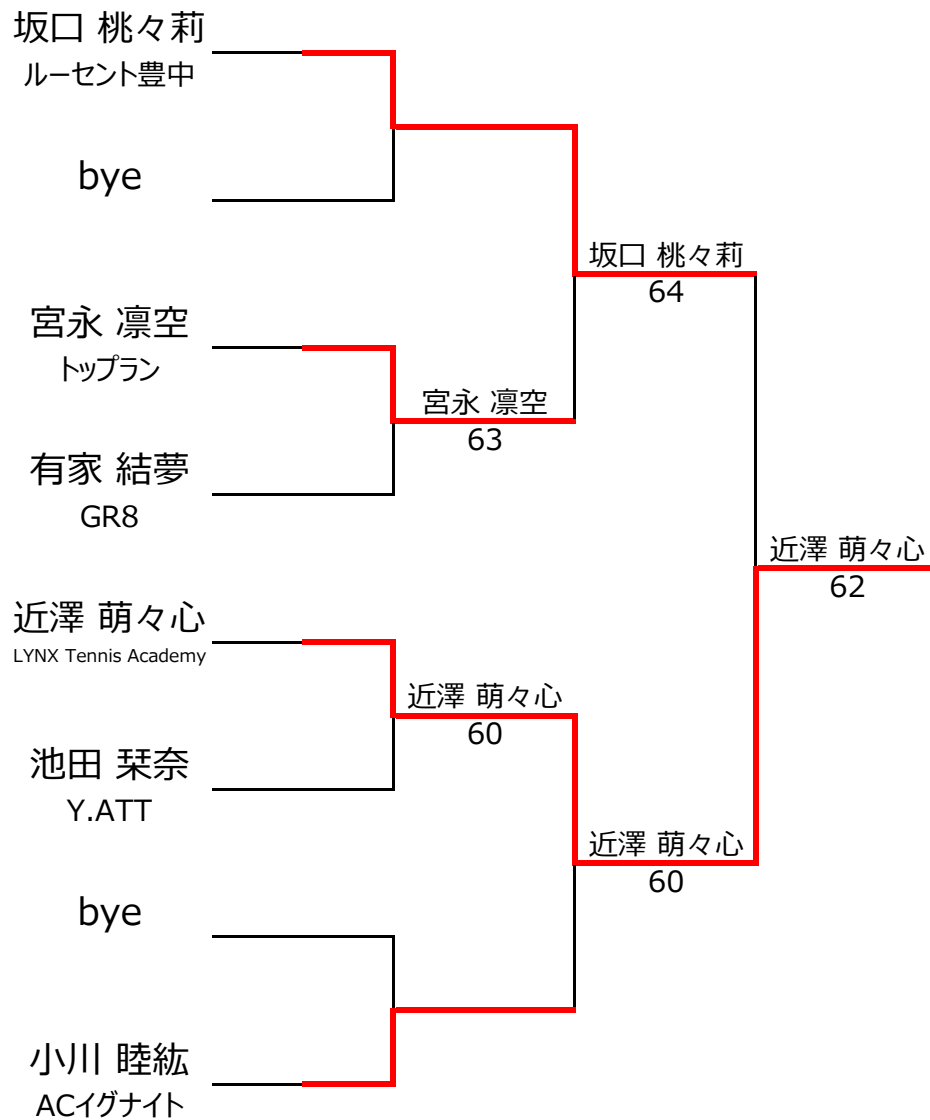 坂口 桃々莉
ルーセント豊中
bye
宮永 凛空
トップラン
有家 結夢
GR8
近澤 萌々心
LYNX Tennis Academy
池田 栞奈
Y.ATT
bye
小川 睦紘
ACイグナイト
宮永 凛空
63
近澤 萌々心
60
坂口 桃々莉
64
近澤 萌々心
60
近澤 萌々心
62